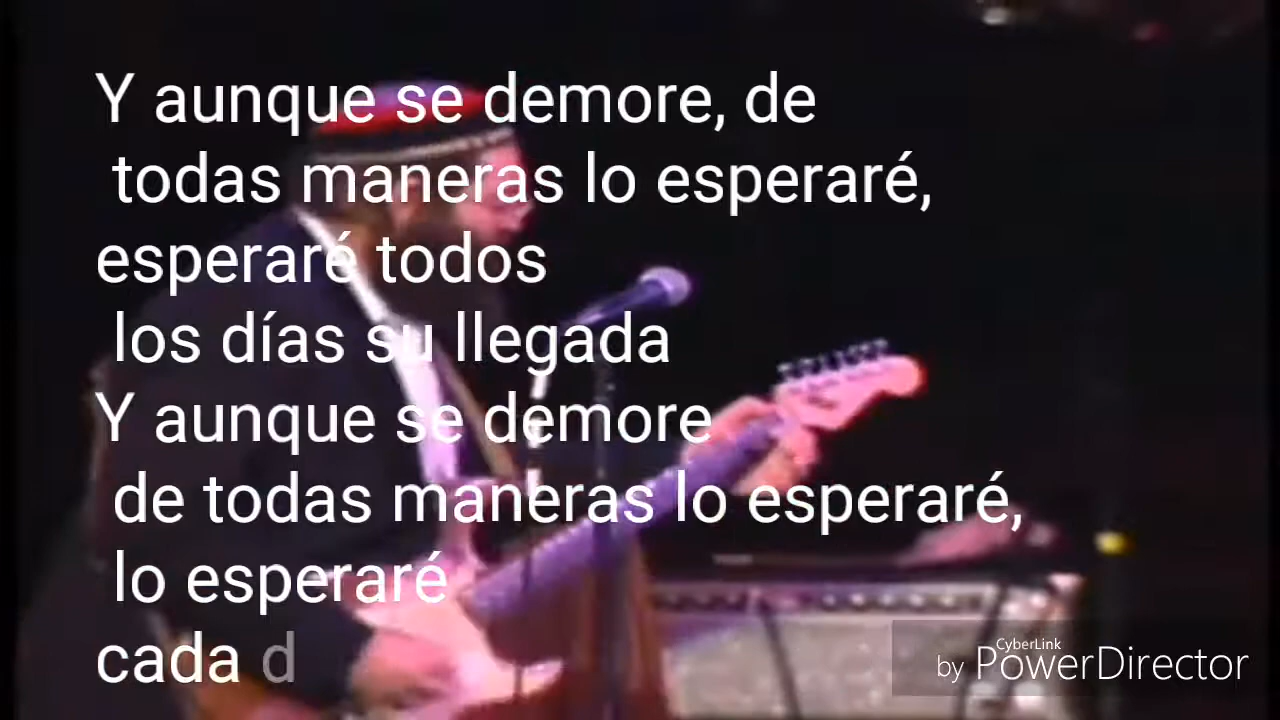 Y aunque se demore, de
todas maneras lo esperaré,
esperaré todos
los días su llegada
Y aunque se demore
de todas maneras lo esperaré,
lo esperaré
cada d
CyberLink
by PowerDirector